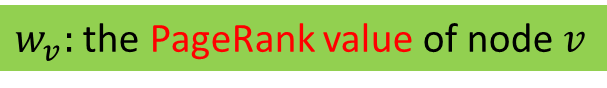 w_v: the PageRank value of node v